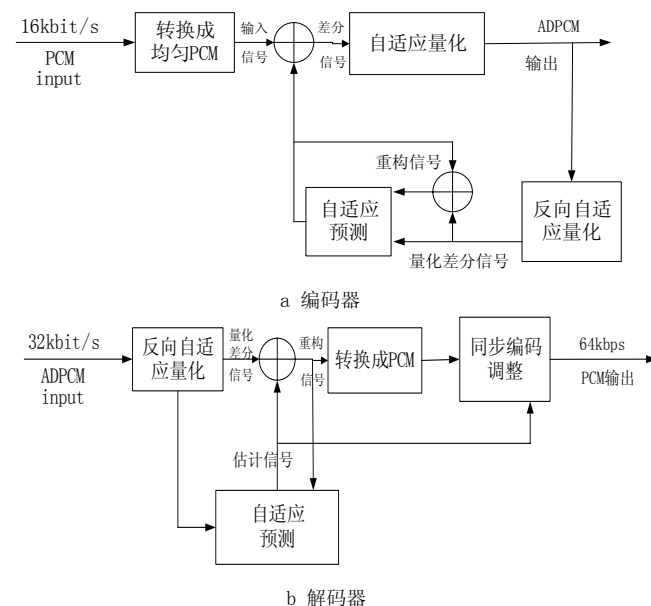 16kbit/s
PCM
input
转换成
均匀PCM
输入
信号
差分
信号
自适应量化
ADPCM
输出
重构信号
自适应
预测
反向自适
应量化
量化差分信号
a 编码器
32kbit/s
ADPCM
input
反向自适
应量化
量化
差分
信号
重构
信号
转换成PCM
同步编码
调整
64kbps
PCM输出
估计信号
自适应
预测
b 解码器